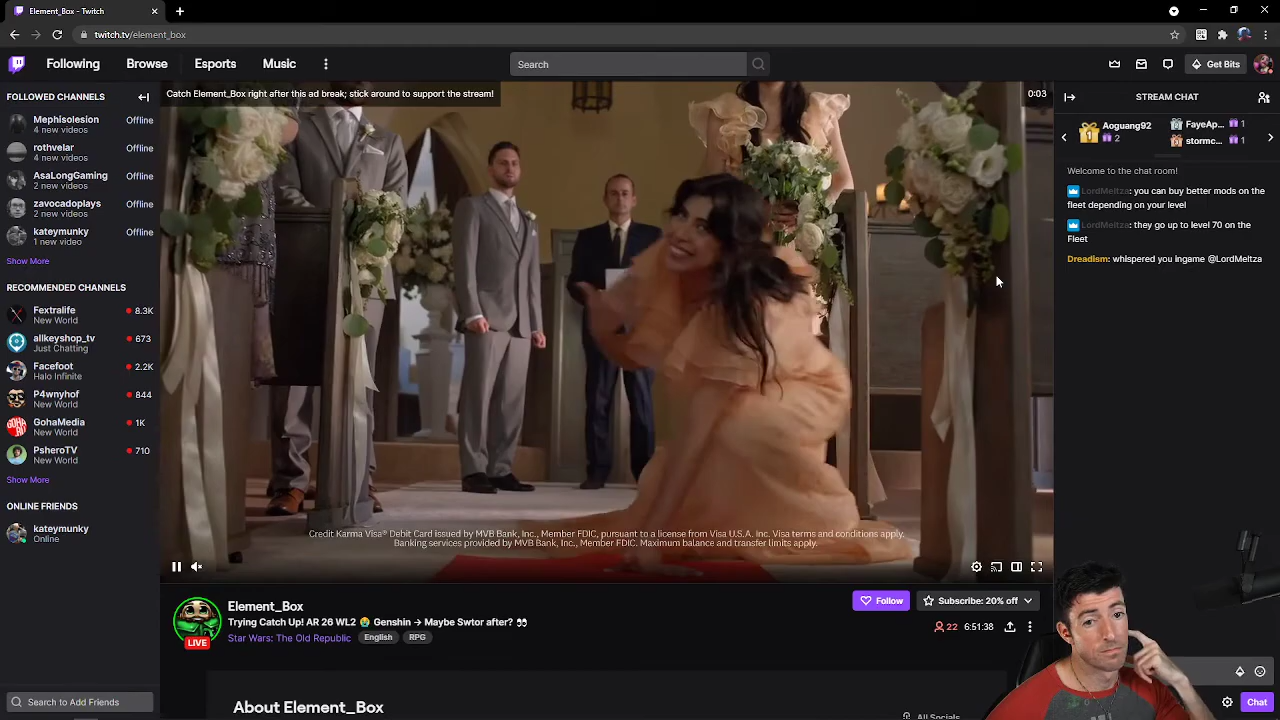 Element_Box - Twitch
twitch.tv/element_box
Following
Browse
Esports
Music
Search
Get Bits
FOLLOWED CHANNELS
Mephisolesion
Offline
4 new videos
rothvelar
Offline
4 new videos
AsaLongGaming
Offline
2 new videos
zavocadoplays
Offline
2 new videos
kateymunky
Offline
1 new video
Show More
RECOMMENDED CHANNELS
Fextralife
8.3K
New World
allkeyshop_tv
673
Just Chatting
Facefoot
2.2K
Halo Infinite
P4wnyhof
844
New World
GohaMedia
1K
New World
PsheroTV
710
New World
Show More
ONLINE FRIENDS
kateymunky
Online
Search to Add Friends
Catch Element_Box right after this ad break; stick around to support the stream!
0:03
Credit Karma Visa® Debit Card issued by MVB Bank, Inc., Member FDIC, pursuant to a license from Visa U.S.A. Inc. Visa terms and conditions apply.
Banking services provided by MVB Bank, Inc., Member FDIC. Maximum balance and transfer limits apply.
LIVE
Element_Box
Trying Catch Up! AR 26 WL2 😭 Genshin → Maybe Swtor after? 👀
Star Wars: The Old Republic
English
RPG
Follow
Subscribe: 20% off
22
6:51:38
About Element_Box
All Socials
STREAM CHAT
1
Aoguang92
2
FayeAp...
1
stormc...
1
Welcome to the chat room!
LordMeltza: you can buy better mods on the
fleet depending on your level
LordMeltza: they go up to level 70 on the
Fleet
Dreadism: whispered you ingame @LordMeltza
Chat